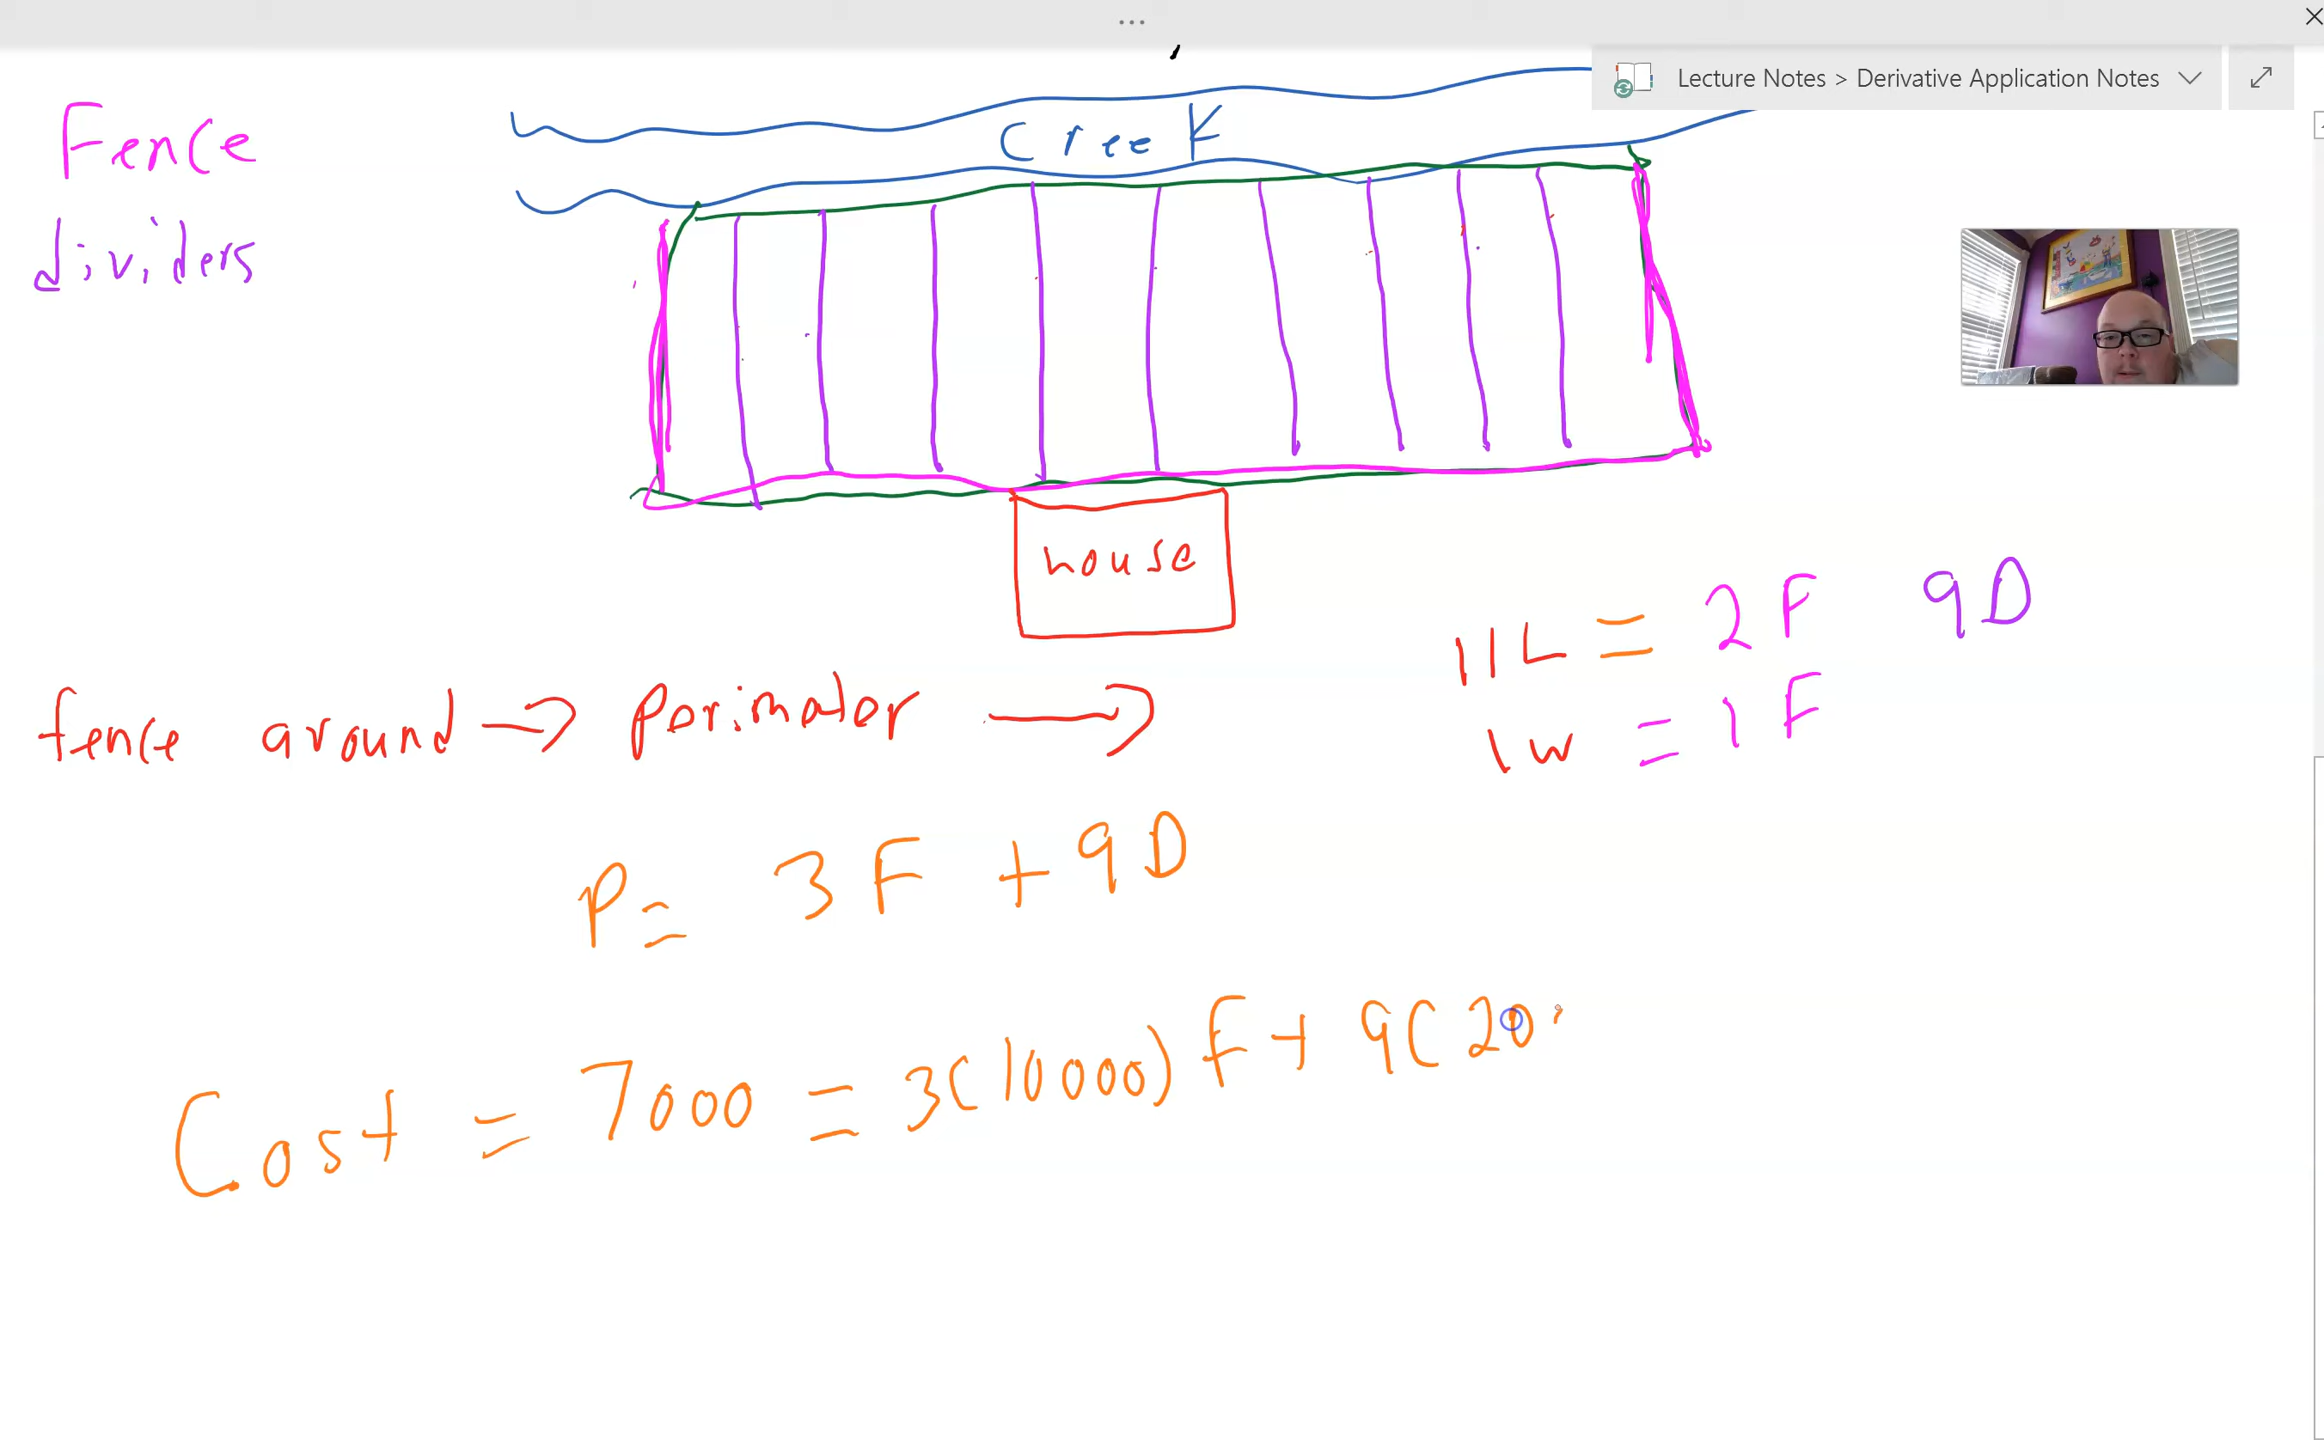 ...
Lecture Notes > Derivative Application Notes
Fence
dividers
Creek
house
11L = 2F 9D
1w = 1F
fence around → perimater →
P = 3F + 9D
Cost = 7000 = 3(10000)F + 9(20